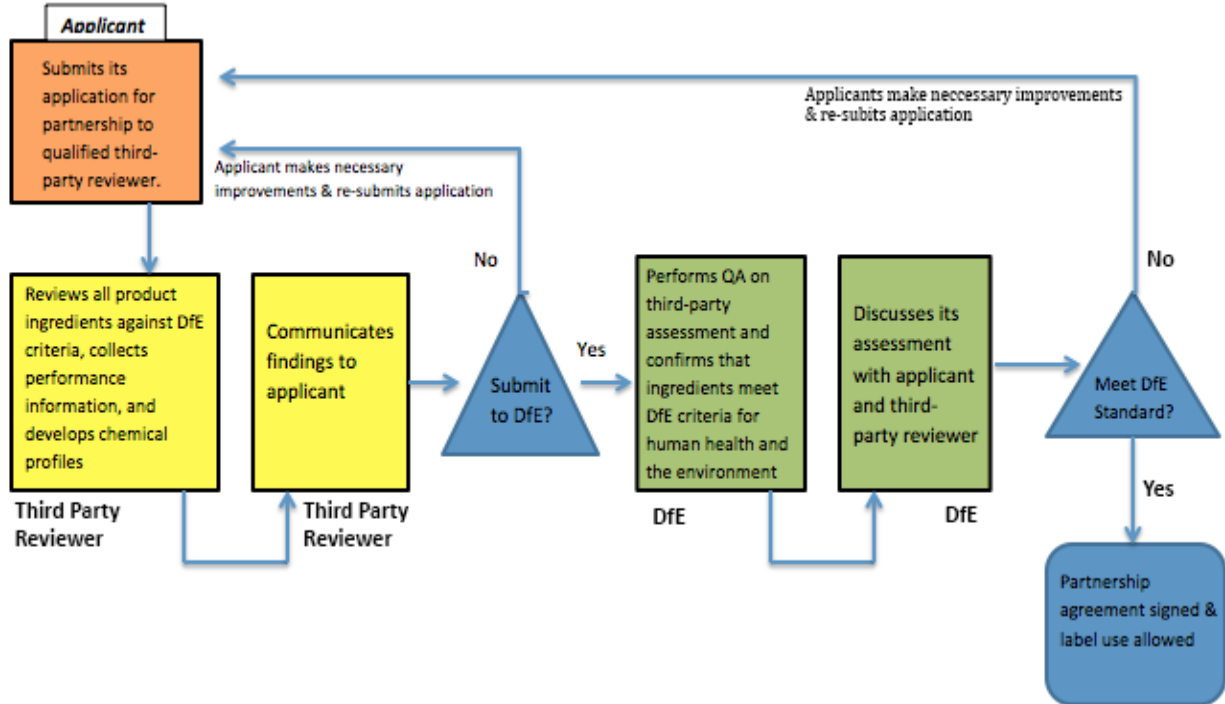 Applicant
Submits its
application for
partnership to
qualified third-
party reviewer.
Applicants make neccessary improvements
& re-subits application
Applicant makes necessary
improvements & re-submits application
No
Reviews all product
ingredients against DfE
criteria, collects
performance
information, and
develops chemical
profiles
Third Party
Reviewer
Communicates
findings to
applicant
Third Party
Reviewer
Submit
to DfE?
Yes
Performs QA on
third-party
assessment and
confirms that
ingredients meet
DfE criteria for
human health and
the environment
DfE
Discusses its
assessment
with applicant
and third-
party reviewer
DfE
No
Meet DfE
Standard?
Yes
Partnership
agreement signed &
label use allowed